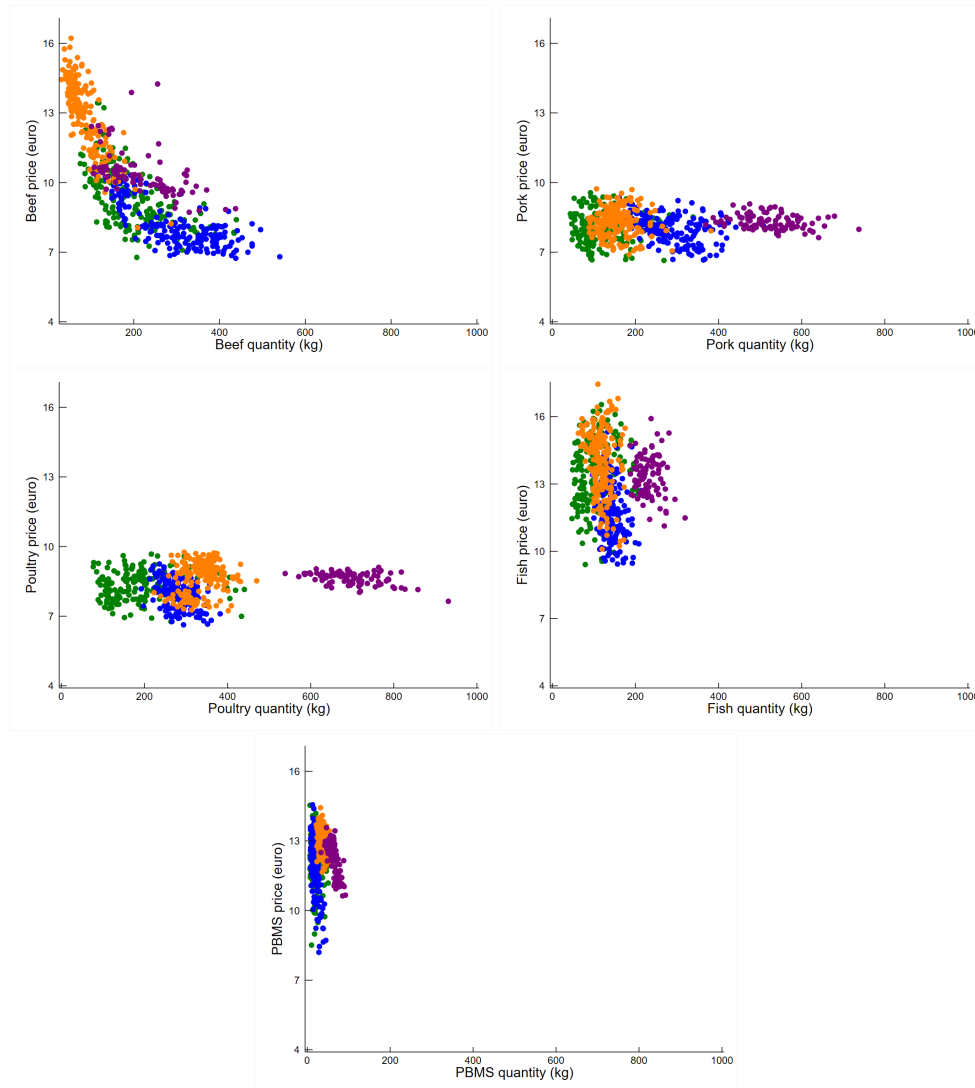 16
13
10
7
4
Beef price (euro)
0 200 400 600 800 1000
Beef quantity (kg)
16
13
10
7
4
Pork price (euro)
0 200 400 600 800 1000
Pork quantity (kg)
16
13
10
7
4
Poultry price (euro)
0 200 400 600 800 1000
Poultry quantity (kg)
16
13
10
7
4
Fish price (euro)
0 200 400 600 800 1000
Fish quantity (kg)
16
13
10
7
4
PBMS price (euro)
0 200 400 600 800 1000
PBMS quantity (kg)